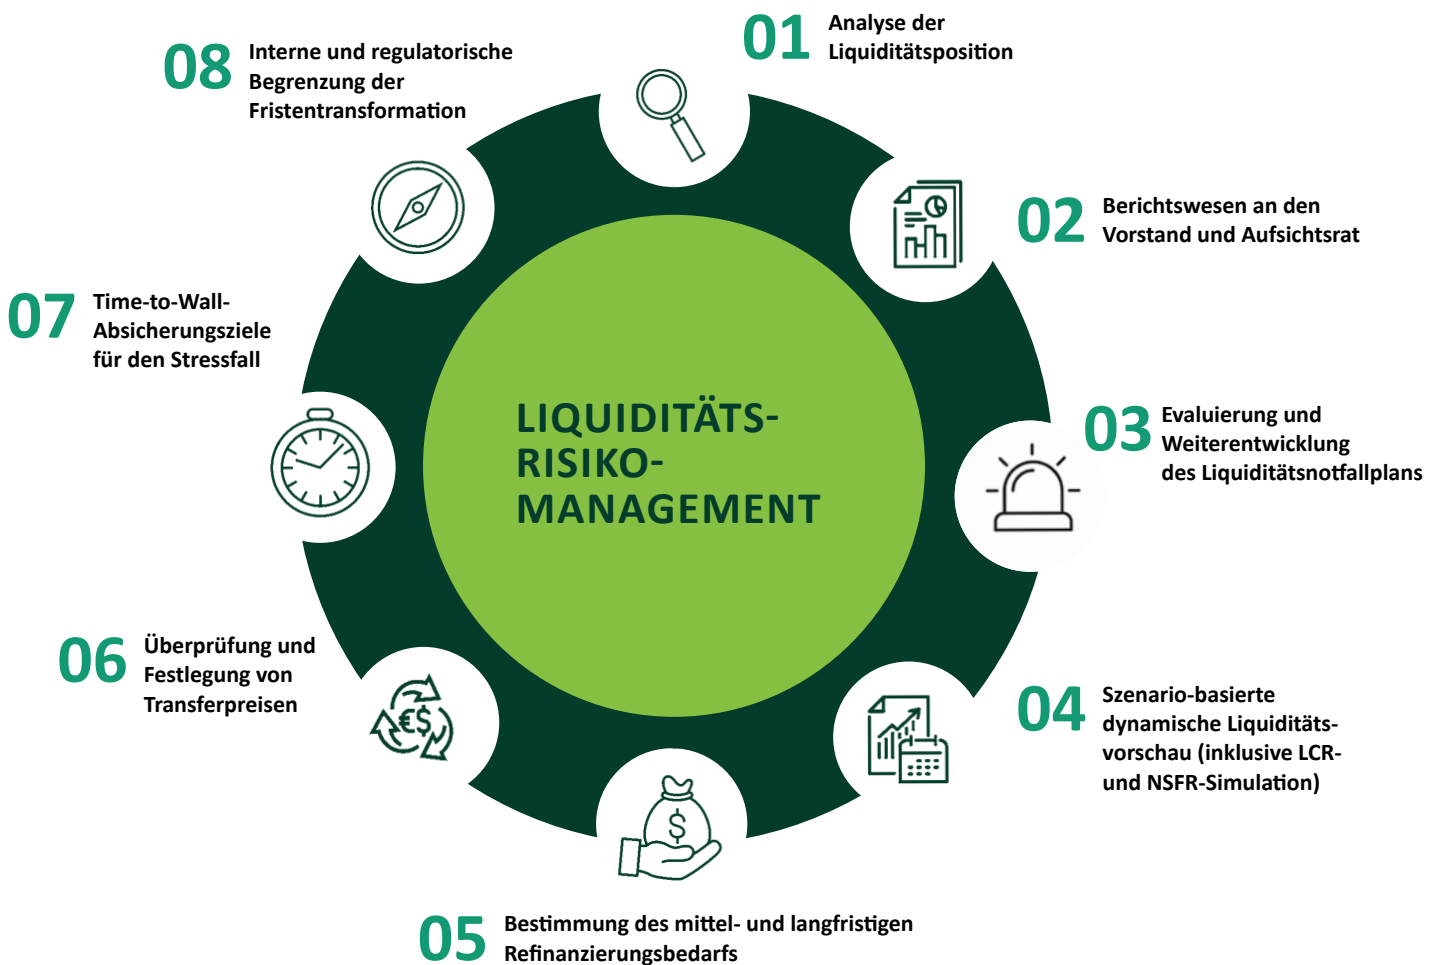 01
Analyse der
Liquiditätsposition
02
Berichtswesen an den
Vorstand und Aufsichtsrat
03
Evaluierung und
Weiterentwicklung
des Liquiditätsnotfallplans
04
Szenario-basierte
dynamische Liquiditäts-
vorschau (inklusive LCR-
und NSFR-Simulation)
05
Bestimmung des mittel- und langfristigen
Refinanzierungsbedarfs
06
Überprüfung und
Festlegung von
Transferpreisen
€$
$
07
Time-to-Wall-
Absicherungsziele
für den Stressfall
08
Interne und regulatorische
Begrenzung der
Fristentransformation
LIQUIDITÄTS-
RISIKO-
MANAGEMENT